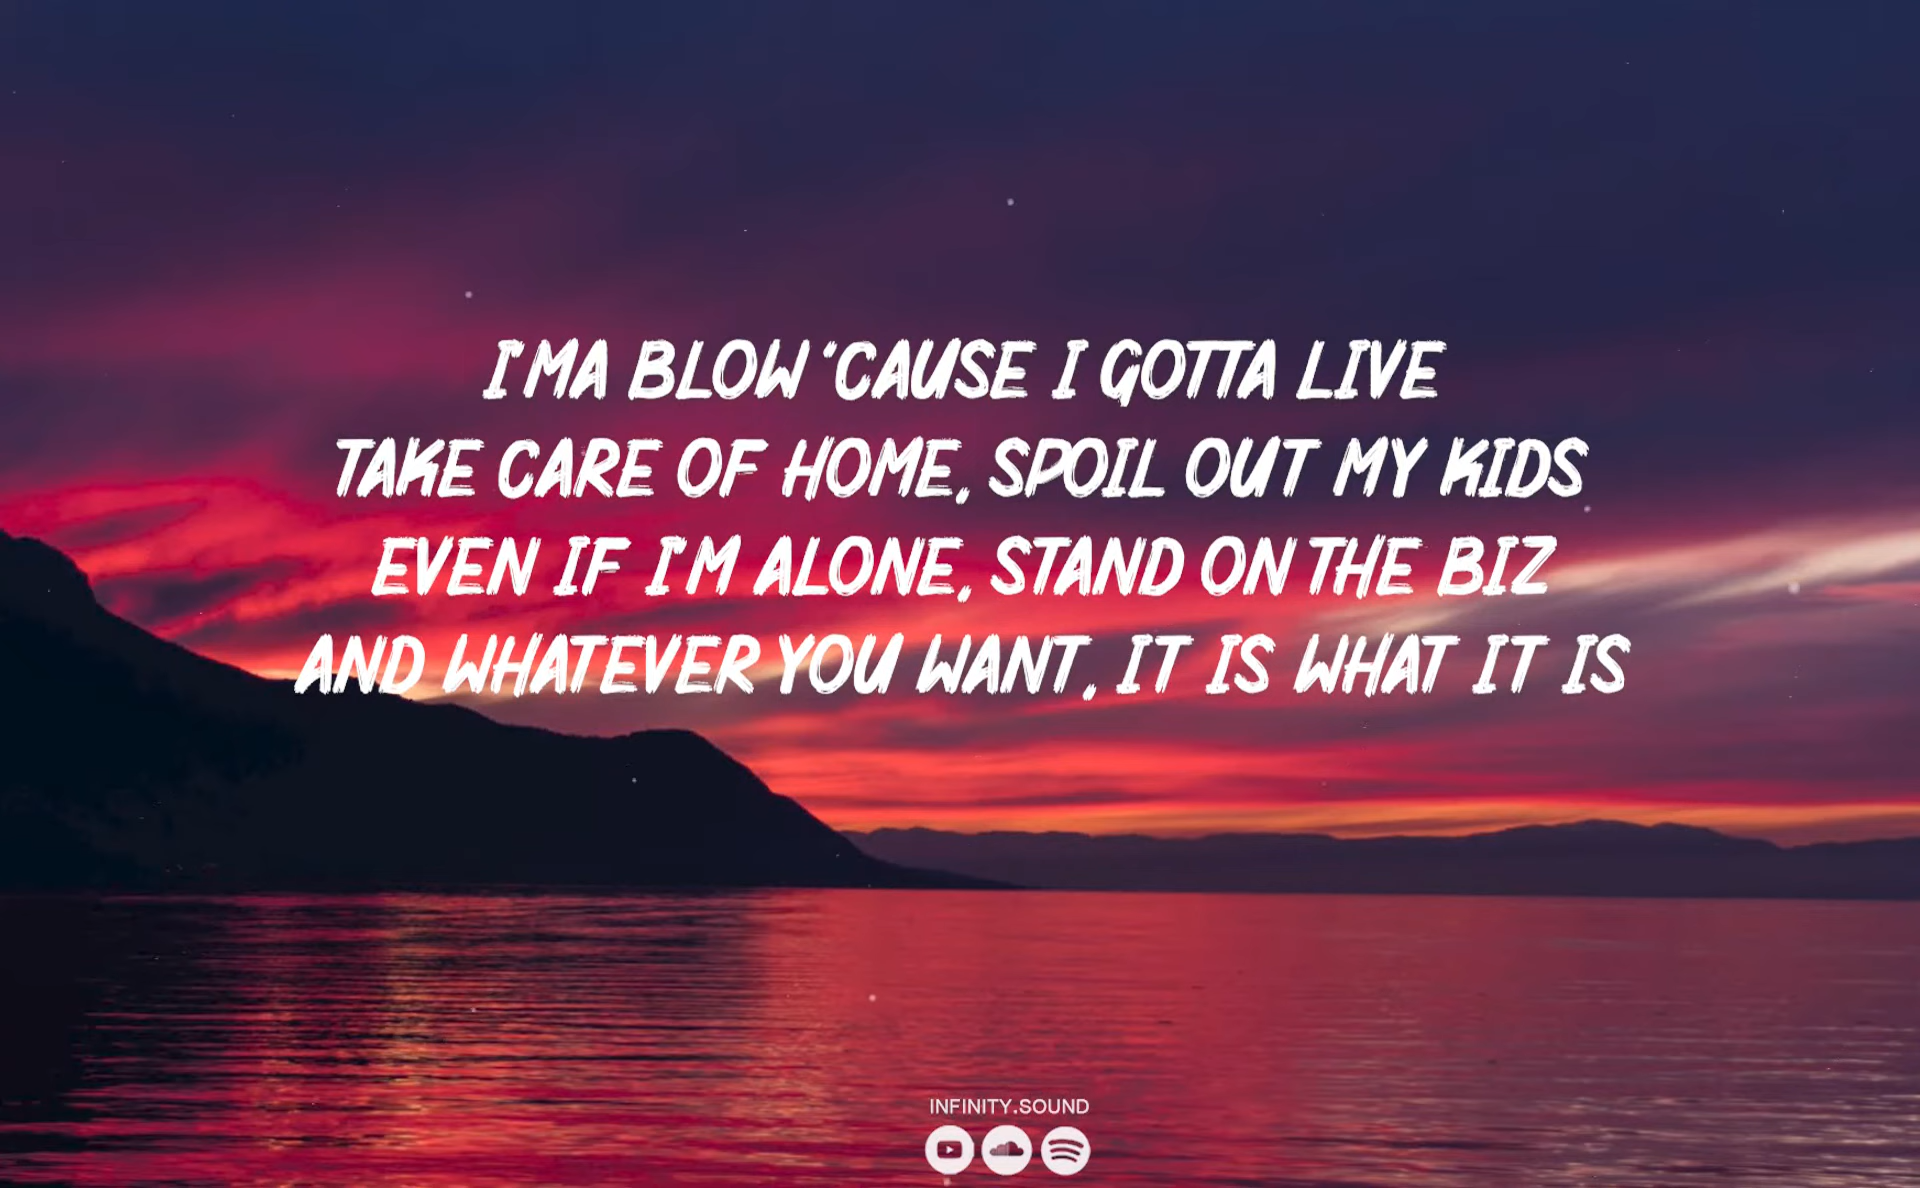 I'MA BLOW 'CAUSE I GOTTA LIVE
TAKE CARE OF HOME, SPOIL OUT MY KIDS
EVEN IF I'M ALONE, STAND ON THE BIZ
AND WHATEVER YOU WANT, IT IS WHAT IT IS
INFINITY.SOUND